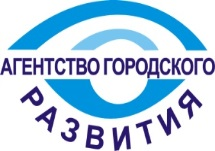 АГЕНТСТВО ГОРОДСКОГО
РАЗВИТИЯ